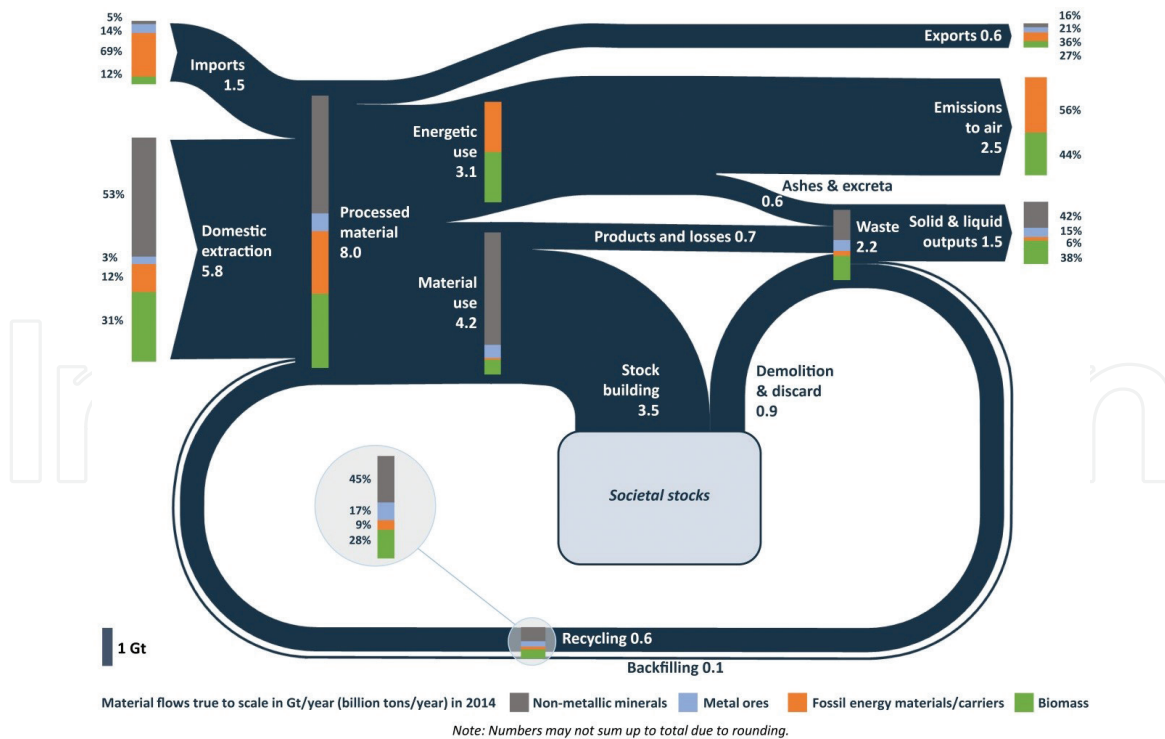 5%
14%
69%
12%
Imports
1.5
16%
21%
36%
27%
Exports 0.6
53%
3%
12%
31%
Domestic
extraction
5.8
Processed
material
8.0
Energetic
use
3.1
Emissions
to air
2.5
56%
44%
Ashes & excreta
0.6
Products and losses 0.7
Waste
2.2
Solid & liquid
outputs 1.5
42%
15%
6%
38%
Material
use
4.2
Stock
building
3.5
Demolition
& discard
0.9
Societal stocks
45%
17%
9%
28%
Recycling 0.6
Backfilling 0.1
1 Gt
Material flows true to scale in Gt/year (billion tons/year) in 2014
Non-metallic minerals
Metal ores
Fossil energy materials/carriers
Biomass
Note: Numbers may not sum up to total due to rounding.